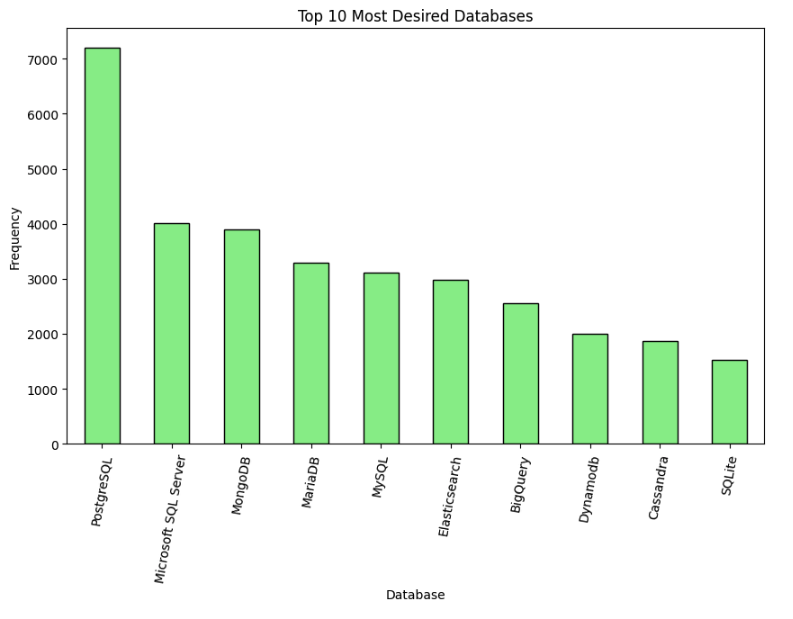 Top 10 Most Desired Databases
Frequency
7000
6000
5000
4000
3000
2000
1000
0
PostgreSQL
Microsoft SQL Server
MongoDB
MariaDB
MySQL
Elasticsearch
BigQuery
Dynamodb
Cassandra
SQLite
Database